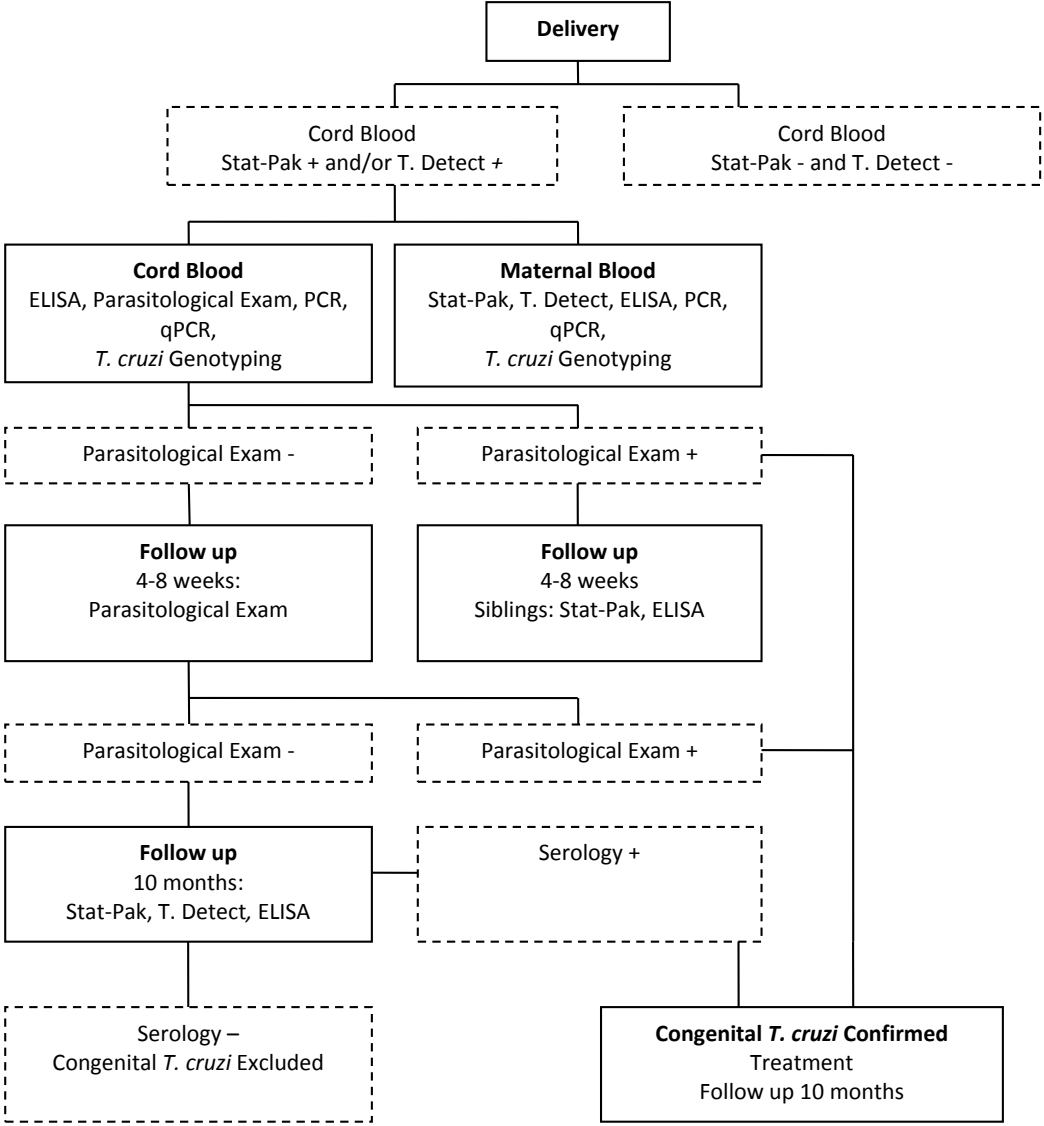 Delivery
Cord Blood
Stat-Pak + and/or T. Detect +
Cord Blood
Stat-Pak - and T. Detect -
Cord Blood
ELISA, Parasitological Exam, PCR,
qPCR,
T. cruzi Genotyping
Maternal Blood
Stat-Pak, T. Detect, ELISA, PCR,
qPCR,
T. cruzi Genotyping
Parasitological Exam -
Parasitological Exam +
Follow up
4-8 weeks:
Parasitological Exam
Follow up
4-8 weeks
Siblings: Stat-Pak, ELISA
Parasitological Exam -
Parasitological Exam +
Follow up
10 months:
Stat-Pak, T. Detect, ELISA
Serology +
Serology –
Congenital T. cruzi Excluded
Congenital T. cruzi Confirmed
Treatment
Follow up 10 months